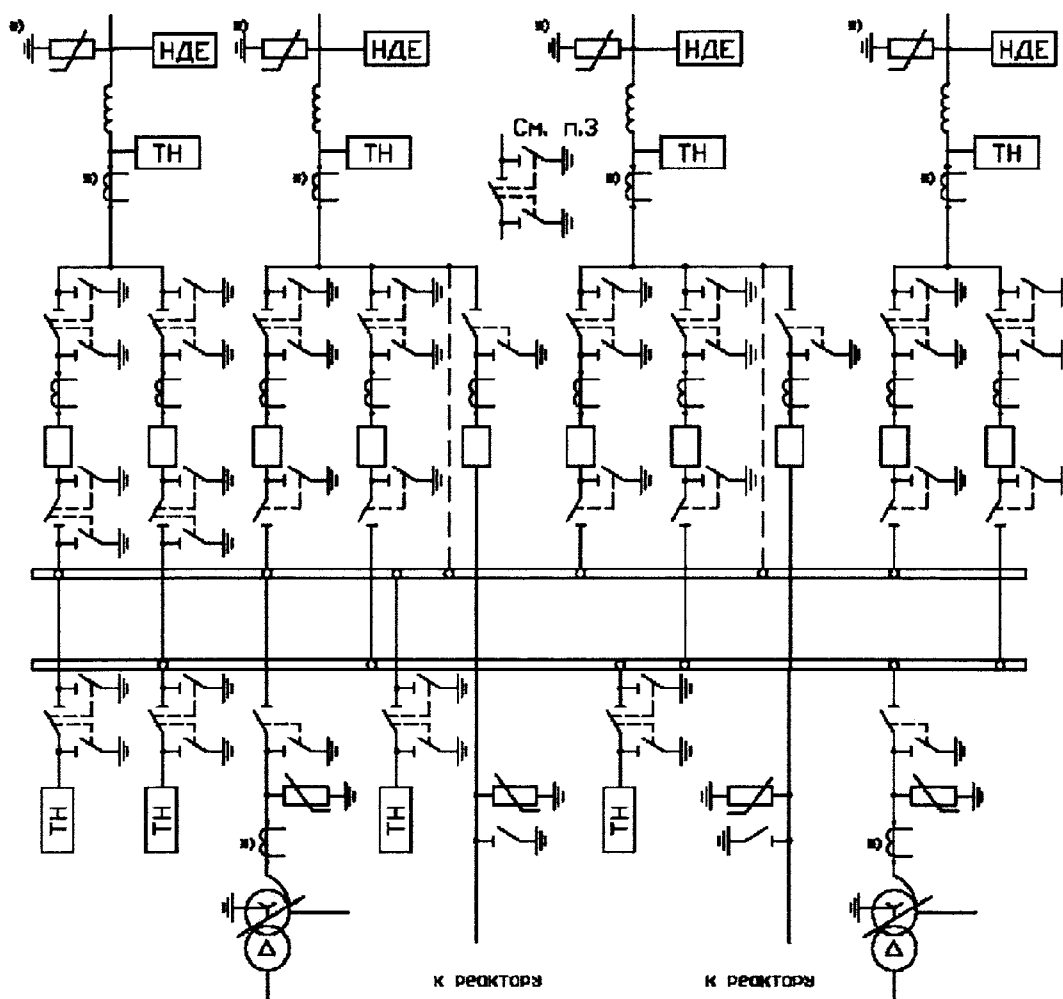 *) НДЕ *) НДЕ *) НДЕ *) НДЕ
См. п.3
ТН ТН ТН ТН
*) *) *) *)
ТН ТН ТН ТН
*) *)
к реактору к реактору